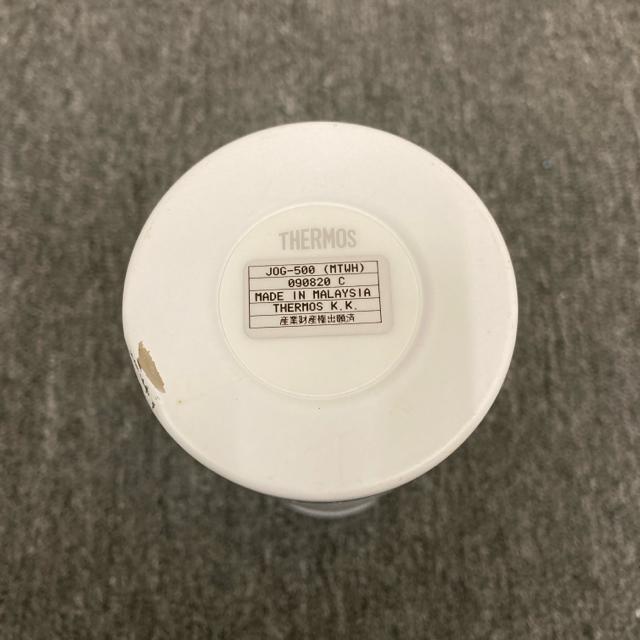 THERMOS
JOG-500 (MTWH)
090820 C
MADE IN MALAYSIA
THERMOS K.K.
産業財産権出願済